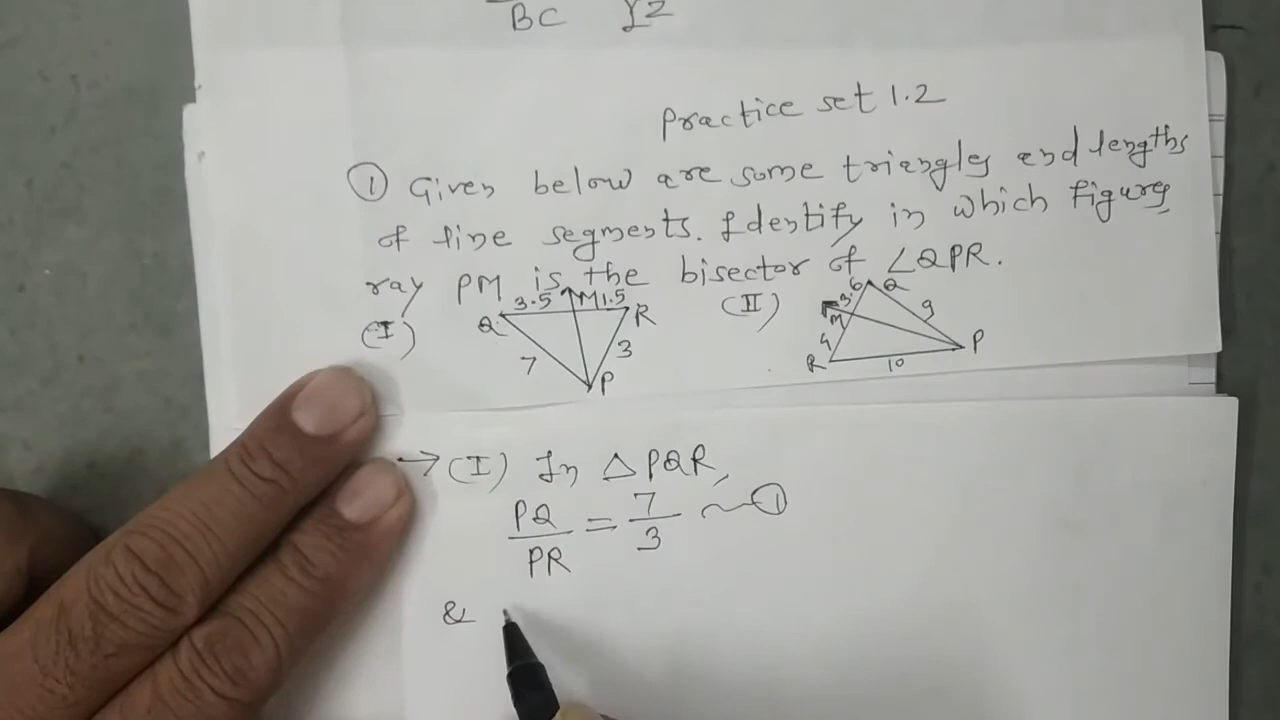 BC YZ
Practice set 1.2
① Given below are some triangles and lengths
of line segments. Identify in which figures
ray PM is the bisector of ∠QPR.
(I) Q 3.5 M 1.5 R 7 3 P
(II) 6 Q 3 M 9 4 R 10 P
→ (I) In △PQR,
PQ/PR = 7/3 ~ ①
&